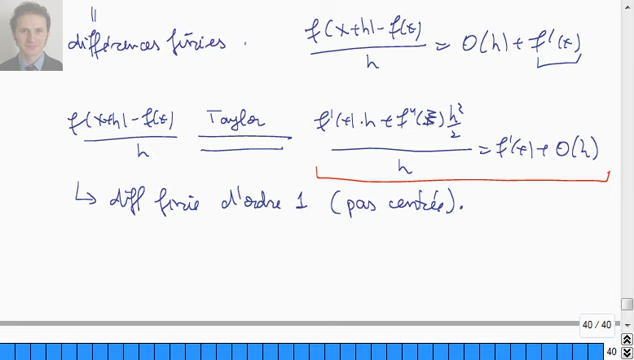 différences finies. (f(x+h) - f(x))/h = O(h) + f'(x)
(f(x+h) - f(x))/h =Taylor= (f'(x)·h + f''(ξ) h²/2)/h = f'(x) + O(h)
↳ diff finie d'ordre 1 (pas centrée).
40 / 40
40